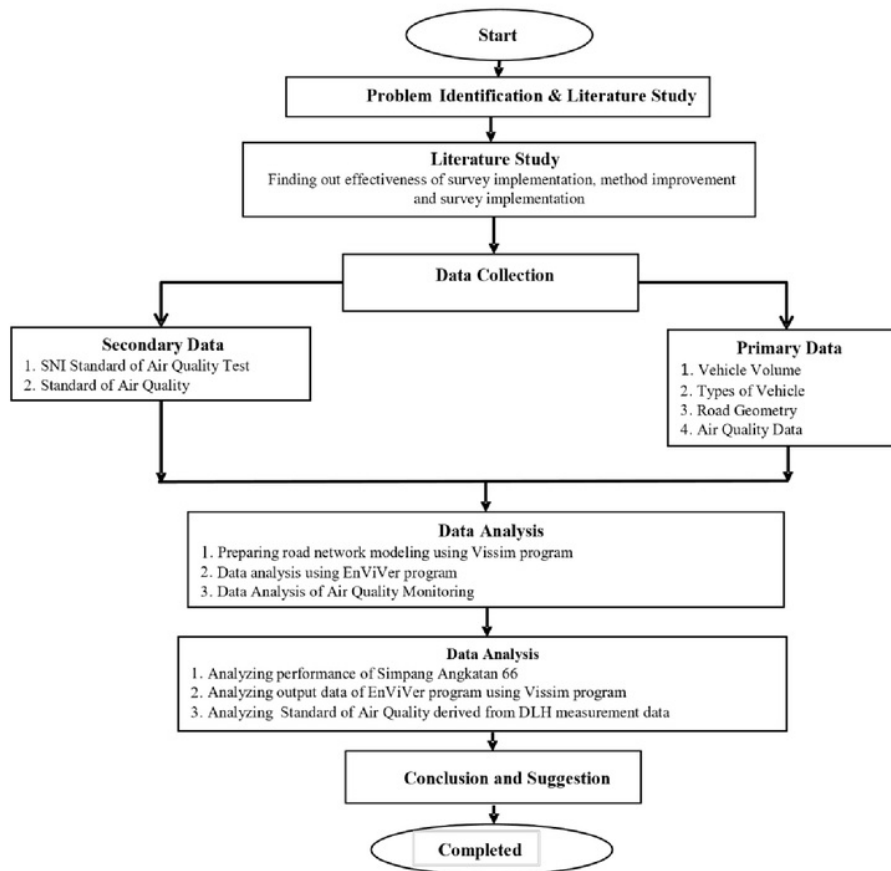 Start
Problem Identification & Literature Study
Literature Study
Finding out effectiveness of survey implementation, method improvement
and survey implementation
Data Collection
Secondary Data
1. SNI Standard of Air Quality Test
2. Standard of Air Quality
Primary Data
1. Vehicle Volume
2. Types of Vehicle
3. Road Geometry
4. Air Quality Data
Data Analysis
1. Preparing road network modeling using Vissim program
2. Data analysis using EnViVer program
3. Data Analysis of Air Quality Monitoring
Data Analysis
1. Analyzing performance of Simpang Angkatan 66
2. Analyzing output data of EnViVer program using Vissim program
3. Analyzing Standard of Air Quality derived from DLH measurement data
Conclusion and Suggestion
Completed